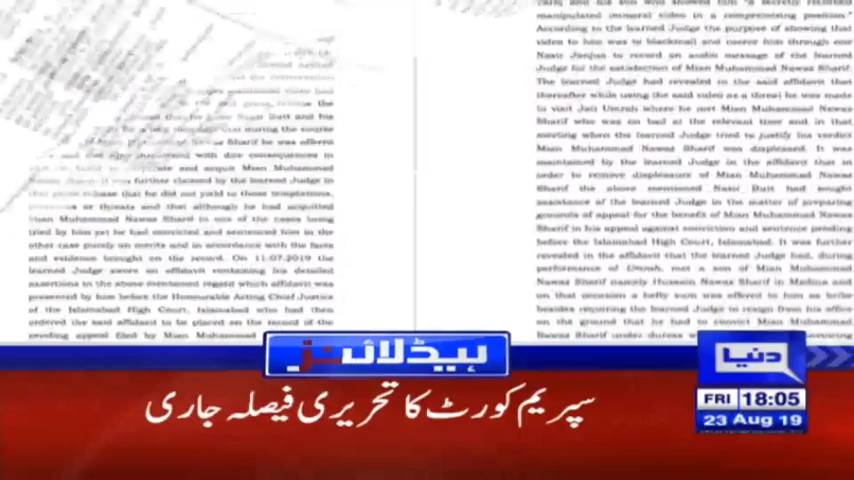 manipulated immoral video in a compromising position."
According to the learned Judge the purpose of showing that
video to him was to blackmail and coerce him through one
Nasir Janjua to record an audio message of the learned
Judge for the satisfaction of Mian Muhammad Nawaz Sharif.
The learned Judge had revealed in the said affidavit that
thereafter while using the said video as a threat he was made
to visit Jati Umrah where he met Mian Muhammad Nawaz
Sharif who was on bail at the relevant time and in that
meeting when the learned Judge tried to justify his verdict
Mian Muhammad Nawaz Sharif was displeased. It was
maintained by the learned Judge in the affidavit that in
order to remove displeasure of Mian Muhammad Nawaz
Sharif the above mentioned Nasir Butt had sought
assistance of the learned Judge in the matter of preparing
grounds of appeal for the benefit of Mian Muhammad Nawaz
Sharif in his appeal against conviction and sentence pending
before the Islamabad High Court, Islamabad. It was further
revealed in the affidavit that the learned Judge had, during
performance of Umrah, met a son of Mian Muhammad
Nawaz Sharif namely Hussain Nawaz Sharif in Madina and
on that occasion a hefty sum was offered to him as bribe
besides requiring the learned Judge to resign from his office
on the ground that he had to convict Mian Muhammad
Nawaz Sharif under duress
that during the course
Sharif he was offered
with dire consequences in
and acquit Mian Muhammad
further claimed by the learned Judge in
release that he did not yield to those temptations,
or threats and that although he had acquitted
Mian Muhammad Nawaz Sharif in one of the cases being
tried by him yet he had convicted and sentenced him in the
other case purely on merits and in accordance with the facts
and evidence brought on the record. On 11.07.2019 the
learned Judge swore an affidavit containing his detailed
assertions in the above mentioned regard which affidavit was
presented by him before the Honourable Acting Chief Justice
of the Islamabad High Court, Islamabad who had then
ordered the said affidavit to be placed on the record of the
pending appeal filed by Mian Muhammad
ہیڈلائنز
دنیا
سپریم کورٹ کا تحریری فیصلہ جاری
FRI 18:05
23 Aug 19